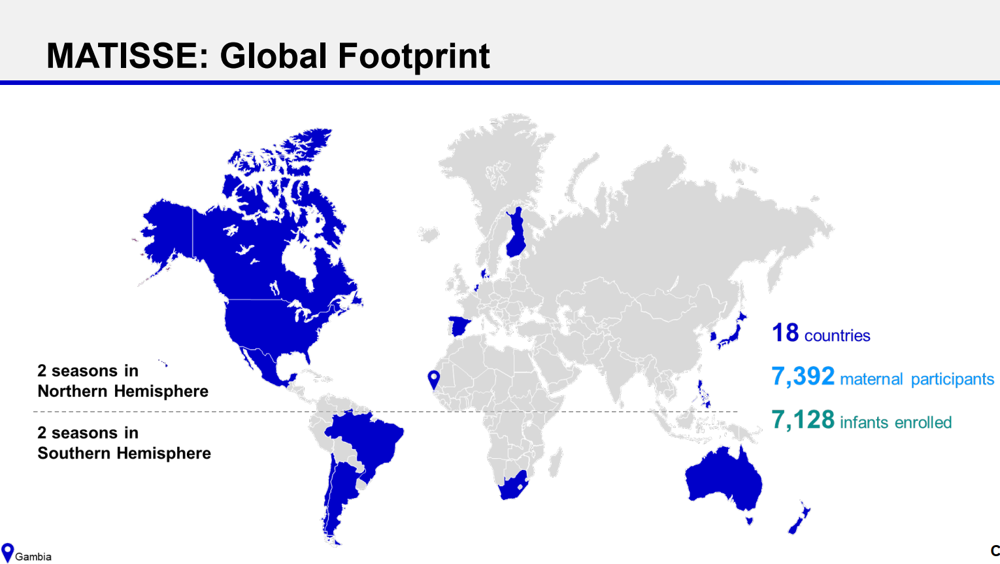 MATISSE: Global Footprint
2 seasons in
Northern Hemisphere
2 seasons in
Southern Hemisphere
18 countries
7,392 maternal participants
7,128 infants enrolled
Gambia
C